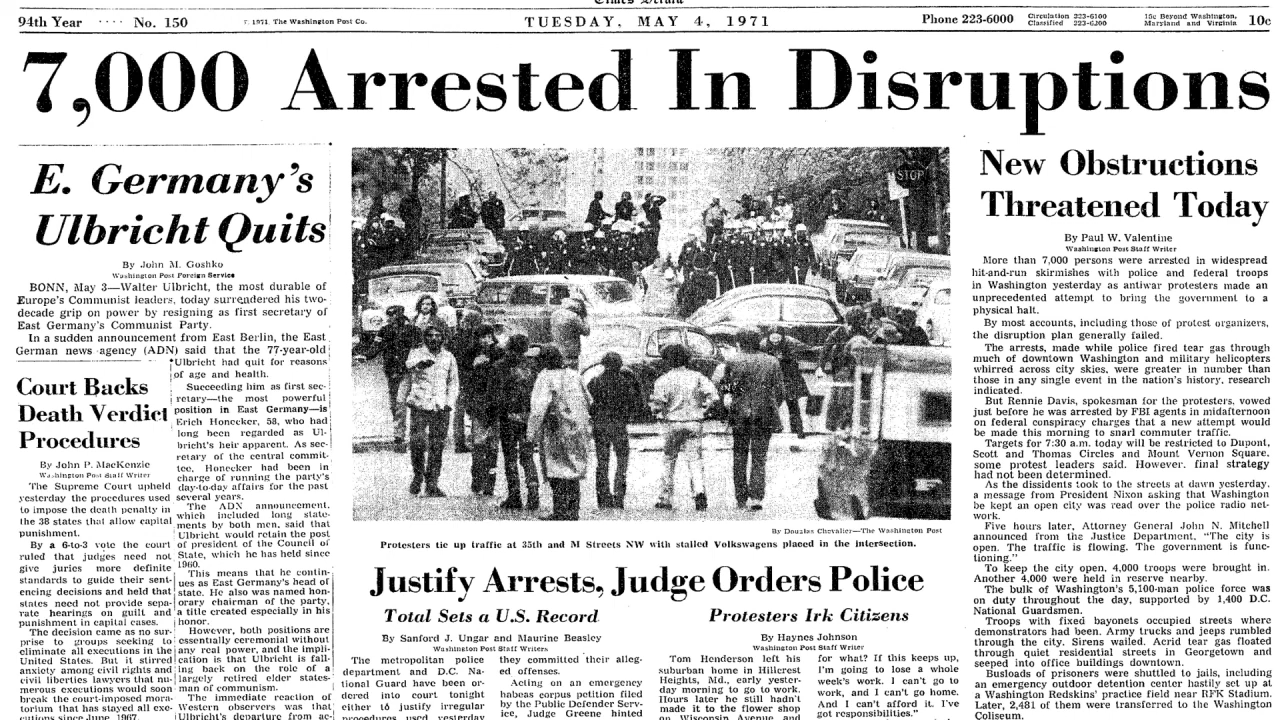 Times Herald
94th Year .... No. 150
© 1971, The Washington Post Co.
TUESDAY, MAY 4, 1971
Phone 223-6000
Circulation 223-6100
Classified 223-6200
15c Beyond Washington,
Maryland and Virginia
10c
7,000 Arrested In Disruptions
E. Germany's
Ulbricht Quits
By John M. Goshko
Washington Post Foreign Service
BONN, May 3—Walter Ulbricht, the most durable of
Europe's Communist leaders, today surrendered his two-
decade grip on power by resigning as first secretary of
East Germany's Communist Party.
In a sudden announcement from East Berlin, the East
German news agency (ADN) said that the 77-year-old
Ulbricht had quit for reasons
of age and health.
Succeeding him as first sec-
retary—the most powerful
position in East Germany—is
Erich Honecker, 58, who had
long been regarded as Ul-
bricht's heir apparent. As sec-
retary of the central commit-
tee, Honecker had been in
charge of running the party's
day-to-day affairs for the past
several years.
The ADN announcement,
which included long state-
ments by both men, said that
Ulbricht would retain the post
of president of the Council of
State, which he has held since
1960.
This means that he contin-
ues as East Germany's head of
state. He also was named hon-
orary chairman of the party,
a title created especially in his
honor.
However, both positions are
essentially ceremonial without
any real power, and the impli-
cation is that Ulbricht is fall-
ing back on the role of a
largely retired elder states-
man of communism.
The immediate reaction of
Western observers was that
Ulbricht's departure from ac-
Court Backs
Death Verdict
Procedures
By John P. MacKenzie
Washington Post Staff Writer
The Supreme Court upheld
yesterday the procedures used
to impose the death penalty in
the 38 states that allow capital
punishment.
By a 6-to-3 vote the court
ruled that judges need not
give juries more definite
standards to guide their sent-
encing decisions and held that
states need not provide sepa-
rate hearings on guilt and
punishment in capital cases.
The decision came as no sur-
prise to groups seeking to
eliminate all executions in the
United States. But it stirred
anxiety among civil rights and
civil liberties lawyers that nu-
merous executions would soon
break the court-imposed mora-
torium that has stayed all exe-
cutions since June, 1967.
STOP
By Douglas Chevalier—The Washington Post
Protesters tie up traffic at 35th and M Streets NW with stalled Volkswagens placed in the intersection.
Justify Arrests, Judge Orders Police
Total Sets a U.S. Record
By Sanford J. Ungar and Maurine Beasley
Washington Post Staff Writers
The metropolitan police
department and D.C. Na-
tional Guard have been or-
dered into court tonight
either to justify irregular
procedures used yesterday
they committed their alleg-
ed offenses.
Acting on an emergency
habeas corpus petition filed
by the Public Defender Serv-
ice, Judge Greene hinted
Protesters Irk Citizens
By Haynes Johnson
Washington Post Staff Writer
Tom Henderson left his
suburban home in Hillcrest
Heights, Md., early yester-
day morning to go to work.
Hours later he still hadn't
made it to the flower shop
on Wisconsin Avenue, and
for what? If this keeps up,
I'm going to lose a whole
week's work. I can't go to
work, and I can't go home.
And I can't afford it. I've
got responsibilities."
New Obstructions
Threatened Today
By Paul W. Valentine
Washington Post Staff Writer
More than 7,000 persons were arrested in widespread
hit-and-run skirmishes with police and federal troops
in Washington yesterday as antiwar protesters made an
unprecedented attempt to bring the government to a
physical halt.
By most accounts, including those of protest organizers,
the disruption plan generally failed.
The arrests, made while police fired tear gas through
much of downtown Washington and military helicopters
whirred across city skies, were greater in number than
those in any single event in the nation's history, research
indicated.
But Rennie Davis, spokesman for the protesters, vowed
just before he was arrested by FBI agents in midafternoon
on federal conspiracy charges that a new attempt would
be made this morning to snarl commuter traffic.
Targets for 7:30 a.m. today will be restricted to Dupont,
Scott and Thomas Circles and Mount Vernon Square,
some protest leaders said. However, final strategy
had not been determined.
As the dissidents took to the streets at dawn yesterday,
a message from President Nixon asking that Washington
be kept an open city was read over the police radio net-
work.
Five hours later, Attorney General John N. Mitchell
announced from the Justice Department, "The city is
open. The traffic is flowing. The government is func-
tioning."
To keep the city open, 4,000 troops were brought in.
Another 4,000 were held in reserve nearby.
The bulk of Washington's 5,100-man police force was
on duty throughout the day, supported by 1,400 D.C.
National Guardsmen.
Troops with fixed bayonets occupied streets where
demonstrators had been. Army trucks and jeeps rumbled
through the city. Sirens wailed. Acrid tear gas floated
through quiet residential streets in Georgetown and
seeped into office buildings downtown.
Busloads of prisoners were shuttled to jails, including
an emergency outdoor detention center hastily set up at
a Washington Redskins' practice field near RFK Stadium.
Later, 2,481 of them were transferred to the Washington
Coliseum.